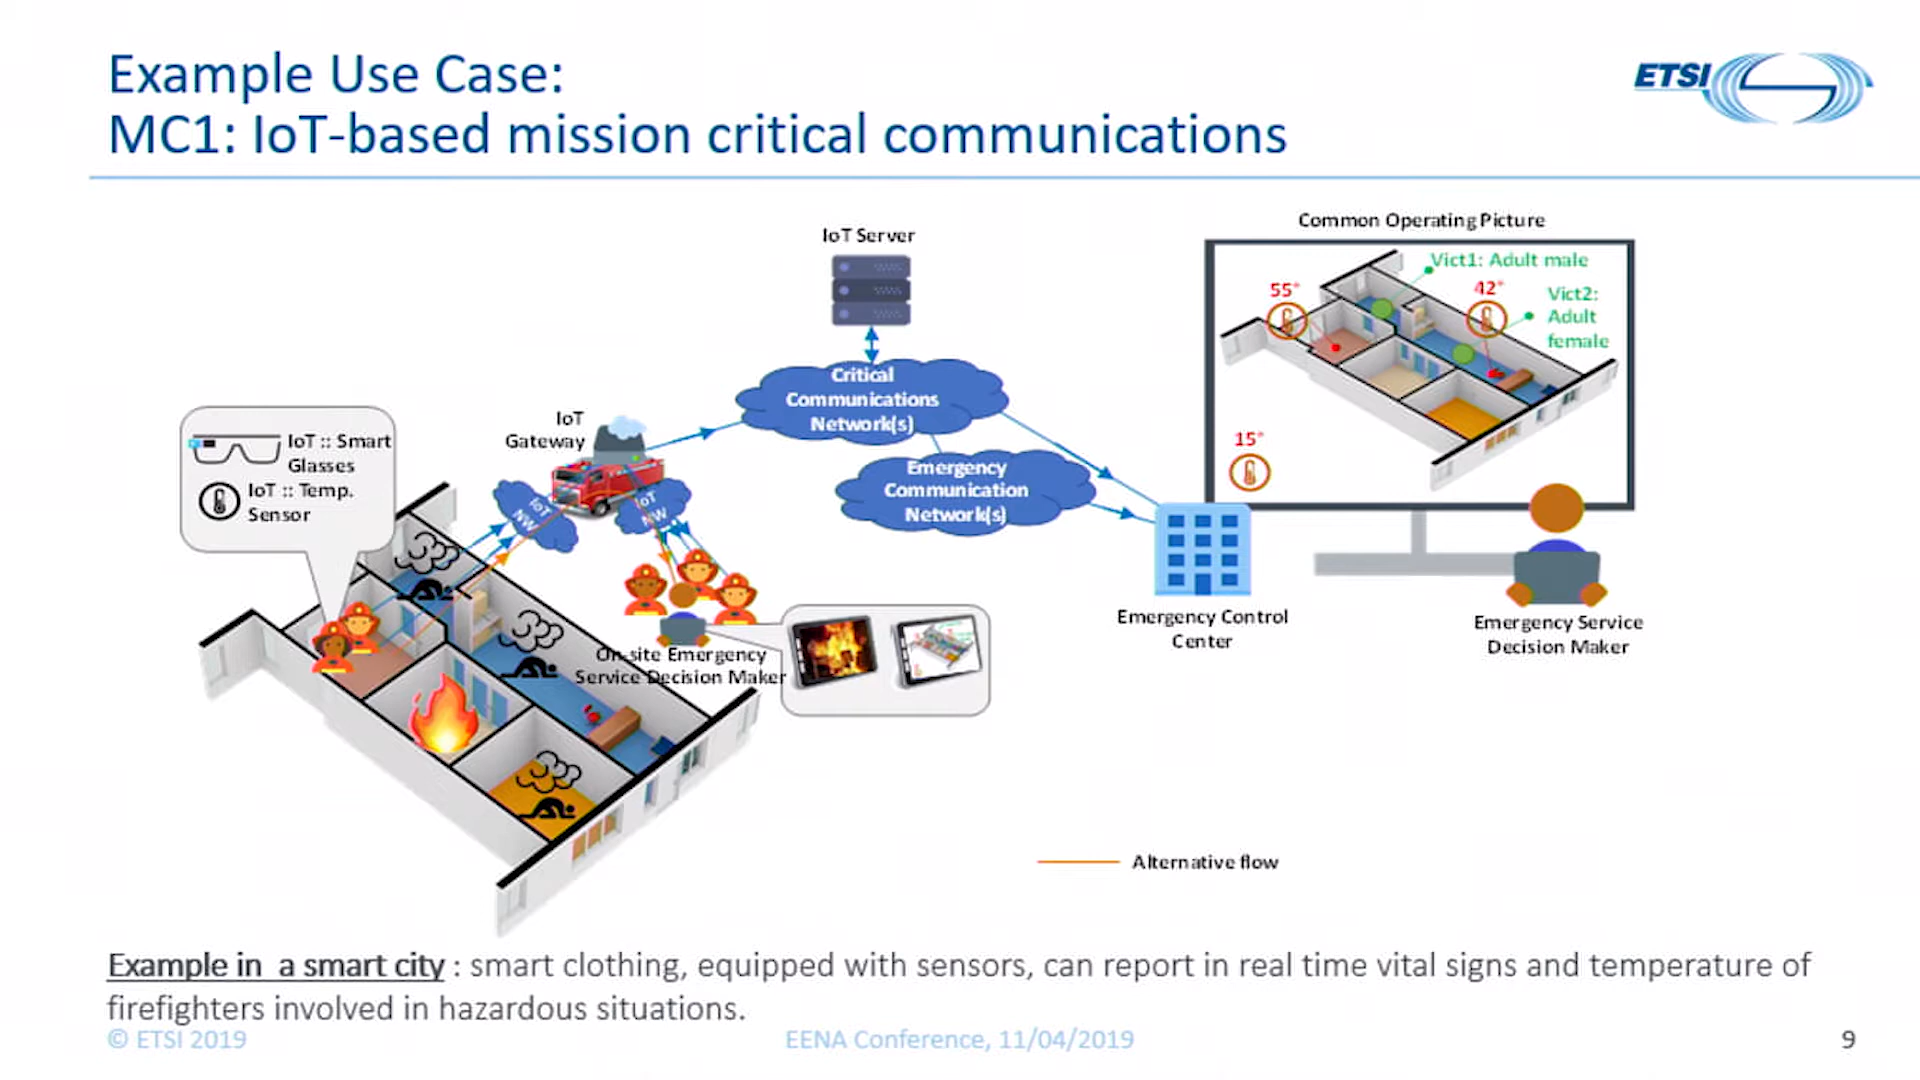 Example Use Case:
MC1: IoT-based mission critical communications
ETSI
IoT Server
Common Operating Picture
Vict1: Adult male
55°
42°
Vict2:
Adult
female
15°
Critical
Communications
Network(s)
Emergency
Communication
Network(s)
IoT
Gateway
IoT :: Smart
Glasses
IoT :: Temp.
Sensor
IoT
NW
IoT
NW
On-site Emergency
Service Decision Maker
Emergency Control
Center
Emergency Service
Decision Maker
Alternative flow
Example in a smart city : smart clothing, equipped with sensors, can report in real time vital signs and temperature of
firefighters involved in hazardous situations.
© ETSI 2019
EENA Conference, 11/04/2019
9